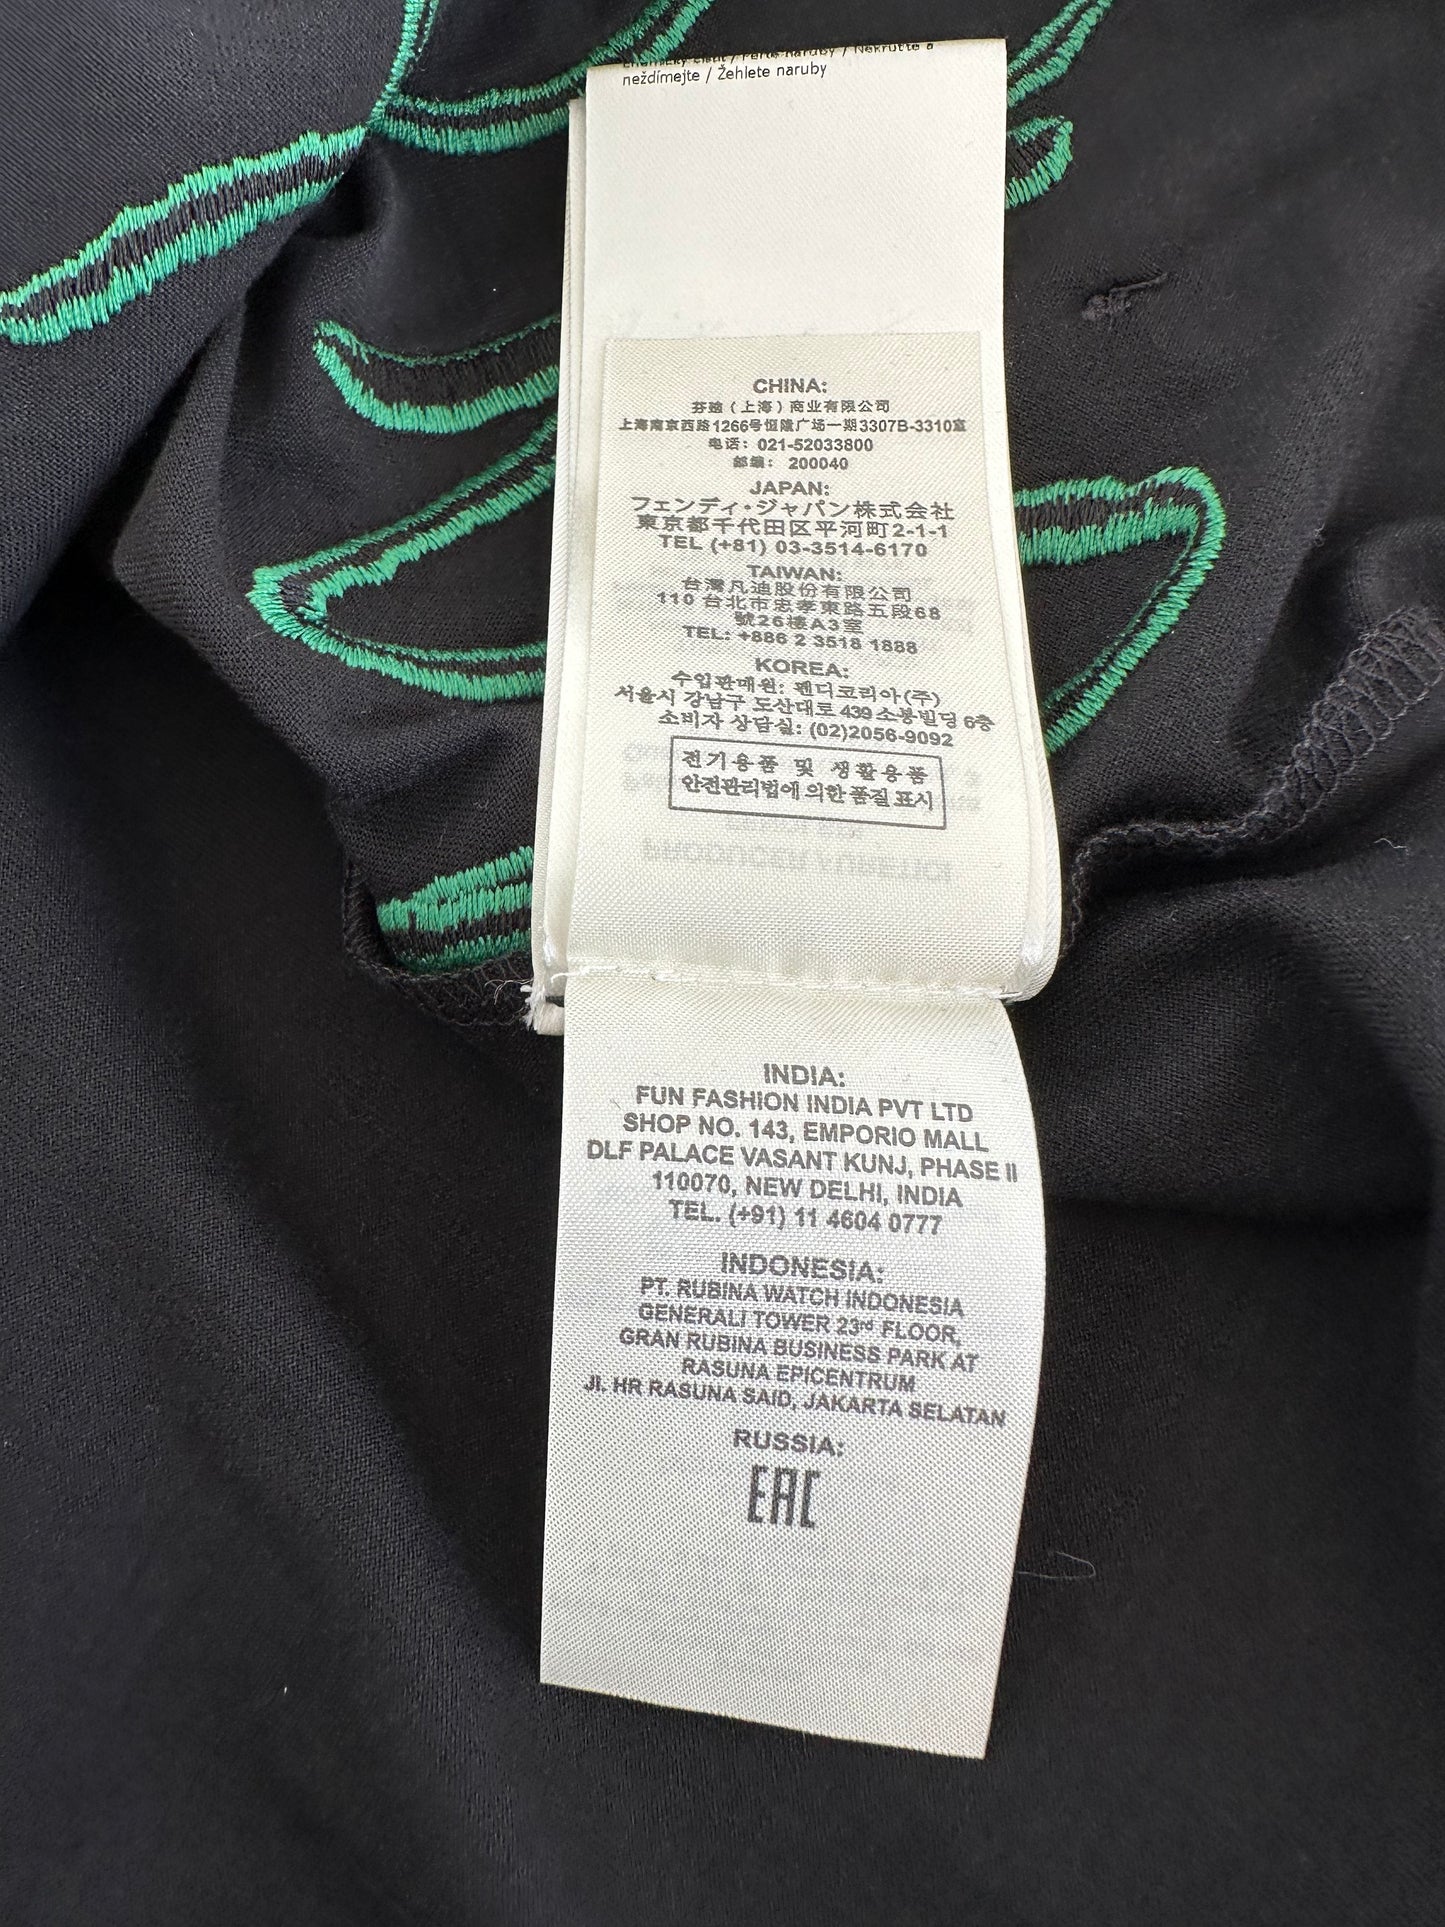 neždímejte / Žehlete naruby
CHINA:
芬迪（上海）商业有限公司
上海南京西路1266号恒隆广场一期3307B-3310室
电话: 021-52033800
邮编: 200040
JAPAN:
フェンディ・ジャパン株式会社
東京都千代田区平河町2-1-1
TEL (+81) 03-3514-6170
TAIWAN:
台灣凡迪股份有限公司
110 台北市忠孝東路五段68
號26樓A3室
TEL: +886 2 3518 1888
KOREA:
수입판매원: 펜디코리아(주)
서울시 강남구 도산대로 439 소봉빌딩 6층
소비자 상담실: (02)2056-9092
전기용품 및 생활용품
안전관리법에 의한 품질 표시
INDIA:
FUN FASHION INDIA PVT LTD
SHOP NO. 143, EMPORIO MALL
DLF PALACE VASANT KUNJ, PHASE II
110070, NEW DELHI, INDIA
TEL. (+91) 11 4604 0777
INDONESIA:
PT. RUBINA WATCH INDONESIA
GENERALI TOWER 23rd FLOOR,
GRAN RUBINA BUSINESS PARK AT
RASUNA EPICENTRUM
Jl. HR RASUNA SAID, JAKARTA SELATAN
RUSSIA:
EAC